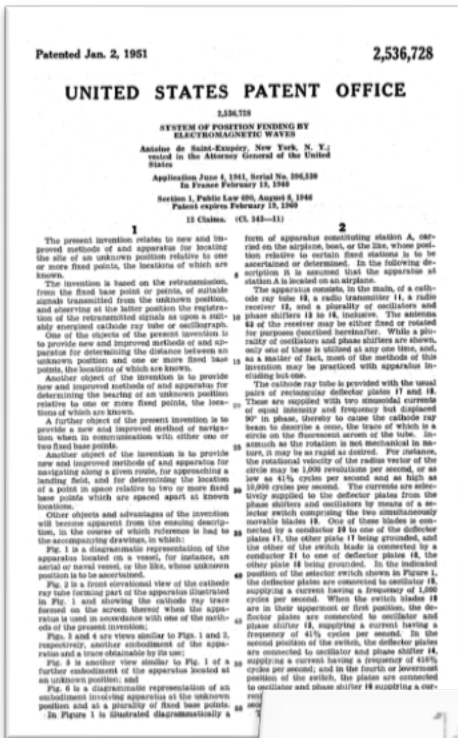 Patented Jan. 2, 1951
2,536,728
UNITED STATES PATENT OFFICE
2,536,728
SYSTEM OF POSITION FINDING BY
ELECTROMAGNETIC WAVES
Antoine de Saint-Exupéry, New York, N. Y.;
vested in the Attorney General of the United
States
Application June 4, 1941, Serial No.
In France February 19, 1940
Section 1, Public Law 690, August 8, 1946
Patent expires February 19, 1960
12 Claims. (Cl. 343—11)
1
The present invention relates to new and im-
proved methods of and apparatus for locating
the site of an unknown position relative to one
or more fixed points, the locations of which are
known.
The invention is based on the retransmission,
from the fixed base point or points, of suitable
signals transmitted from the unknown position,
and observing at the latter position the registra-
tion of the retransmitted signals as upon a suit-
ably energized cathode ray tube or oscillograph.
One of the objects of the present invention is
to provide new and improved methods of and ap-
paratus for determining the distance between an
unknown position and one or more fixed base
points, the locations of which are known.
Another object of the invention is to provide
new and improved methods of and apparatus for
determining the bearing of an unknown position
relative to one or more fixed points, the loca-
tions of which are known.
A further object of the present invention is to
provide a new and improved method of naviga-
tion when in communication with either one or
two fixed base points.
Another object of the invention is to provide
new and improved methods of and apparatus for
navigating along a given route, for approaching a
landing field, and for determining the location
of a point in space relative to two or more fixed
base points which are spaced apart at known
locations.
Other objects and advantages of the invention
will become apparent from the ensuing descrip-
tion, in the course of which reference is had to
the accompanying drawings, in which:
Fig. 1 is a diagrammatic representation of the
apparatus located on a vessel, for instance, an
aerial or naval vessel, or the like, whose unknown
position is to be ascertained.
Fig. 2 is a front elevational view of the cathode
ray tube forming part of the apparatus illustrated
in Fig. 1 and showing the cathode ray trace
formed on the screen thereof when the appa-
ratus is used in accordance with one of the meth-
ods of the present invention;
Figs. 3 and 4 are views similar to Figs. 1 and 2,
respectively, another embodiment of the appa-
ratus and a trace obtainable by its use;
Fig. 5 is another view similar to Fig. 1 of a
further embodiment of the apparatus located at
an unknown position; and
Fig. 6 is a diagrammatic representation of an
embodiment involving apparatus at the unknown
position and at a plurality of fixed base points.
In Figure 1 is illustrated diagrammatically a
2
form of apparatus constituting station A, car-
ried on the airplane, boat, or the like, whose posi-
tion relative to certain fixed stations is to be
ascertained or determined. In the following de-
scription it is assumed that the apparatus at
station A is located on an airplane.
The apparatus consists, in the main, of a cath-
ode ray tube 10, a radio transmitter 11, a radio
receiver 12, and a plurality of oscillators and
phase shifters 13 to 16, inclusive. The antenna
of the receiver may be either fixed or rotated
for purposes described hereinafter. While a plu-
rality of oscillators and phase shifters are shown,
only one of these is utilized at any one time, and,
as a matter of fact, most of the methods of this
invention may be practiced with apparatus in-
cluding but one.
The cathode ray tube is provided with the usual
pairs of rectangular deflector plates 17 and 18.
These are supplied with two sinusoidal currents
of equal intensity and frequency but displaced
90° in phase, thereby to cause the cathode ray
beam to describe a cone, the trace of which is a
circle on the fluorescent screen of the tube. In-
asmuch as the rotation is not mechanical in na-
ture, it may be as rapid as desired. For instance,
the rotational velocity of the radius vector of the
circle may be 1,000 revolutions per second, or as
low as 41⅔ cycles per second and as high as
10,000 cycles per second. The currents are selec-
tively supplied to the deflector plates from the
phase shifters and oscillators by means of a se-
lector switch comprising the two simultaneously
movable blades 19. One of these blades is con-
nected by a conductor 20 to one of the deflector
plates 17, the other plate 17 being grounded, and
the other of the switch blades is connected by a
conductor 21 to one of deflector plates 18, the
other plate 18 being grounded. In the indicated
position of the selector switch shown in Figure 1,
the deflector plates are connected to oscillator
supplying a current having a frequency of 1,000
cycles per second. When the switch blades 19
are in their uppermost or first position, the de-
flector plates are connected to oscillator and
phase shifter 13, supplying a current having a
frequency of 41⅔ cycles per second. In the
second position of the switch, the deflector plates
are connected to oscillator and phase shifter 14,
supplying a current having a frequency of 416⅔
cycles per second; and in the fourth or lowermost
position of the switch, the plates are connected
to oscillator and phase shifter 16 supplying a cur-